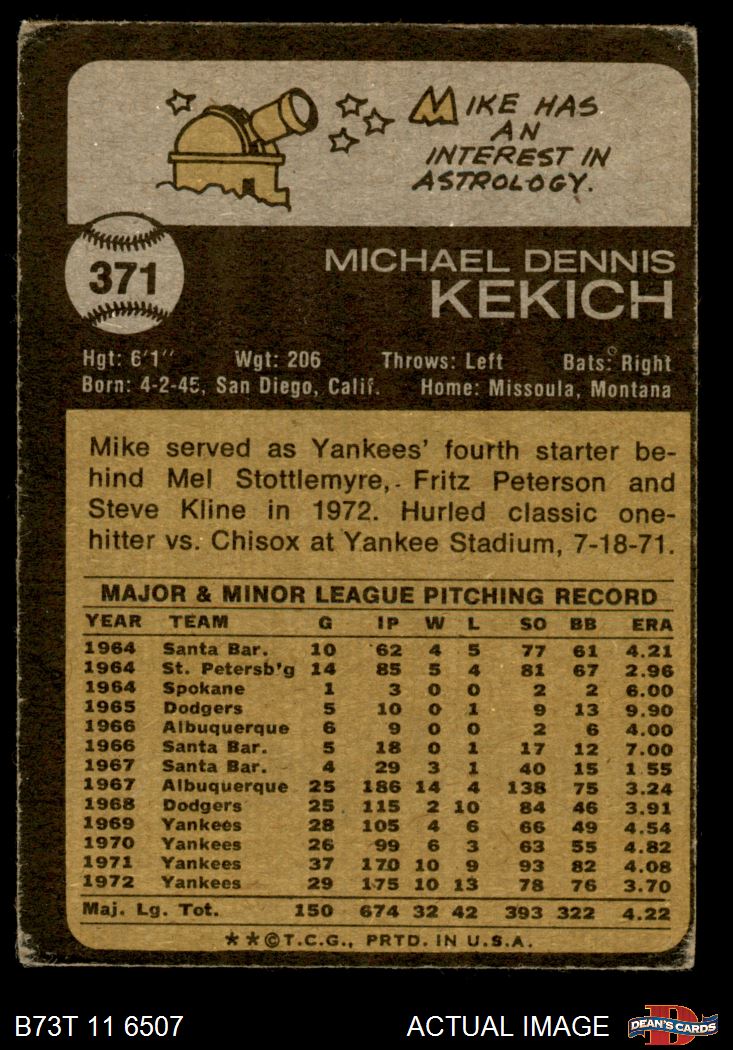 MIKE HAS
AN
INTEREST IN
ASTROLOGY.
371
MICHAEL DENNIS
KEKICH
Hgt: 6'1" Wgt: 206 Throws: Left Bats: Right
Born: 4-2-45, San Diego, Calif. Home: Missoula, Montana
Mike served as Yankees' fourth starter be-
hind Mel Stottlemyre, Fritz Peterson and
Steve Kline in 1972. Hurled classic one-
hitter vs. Chisox at Yankee Stadium, 7-18-71.
MAJOR & MINOR LEAGUE PITCHING RECORD
YEAR TEAM G IP W L SO BB ERA
1964 Santa Bar. 10 62 4 5 77 61 4.21
1964 St. Petersb'g 14 85 5 4 81 67 2.96
1964 Spokane 1 3 0 0 2 2 6.00
1965 Dodgers 5 10 0 1 9 13 9.90
1966 Albuquerque 6 9 0 0 2 6 4.00
1966 Santa Bar. 5 18 0 1 17 12 7.00
1967 Santa Bar. 4 29 3 1 40 15 1.55
1967 Albuquerque 25 186 14 4 138 75 3.24
1968 Dodgers 25 115 2 10 84 46 3.91
1969 Yankees 28 105 4 6 66 49 4.54
1970 Yankees 26 99 6 3 63 55 4.82
1971 Yankees 37 170 10 9 93 82 4.08
1972 Yankees 29 175 10 13 78 76 3.70
Maj. Lg. Tot. 150 674 32 42 393 322 4.22
**©T.C.G., PRTD. IN U.S.A.
B73T 11 6507 ACTUAL IMAGE D DEAN'S CARDS